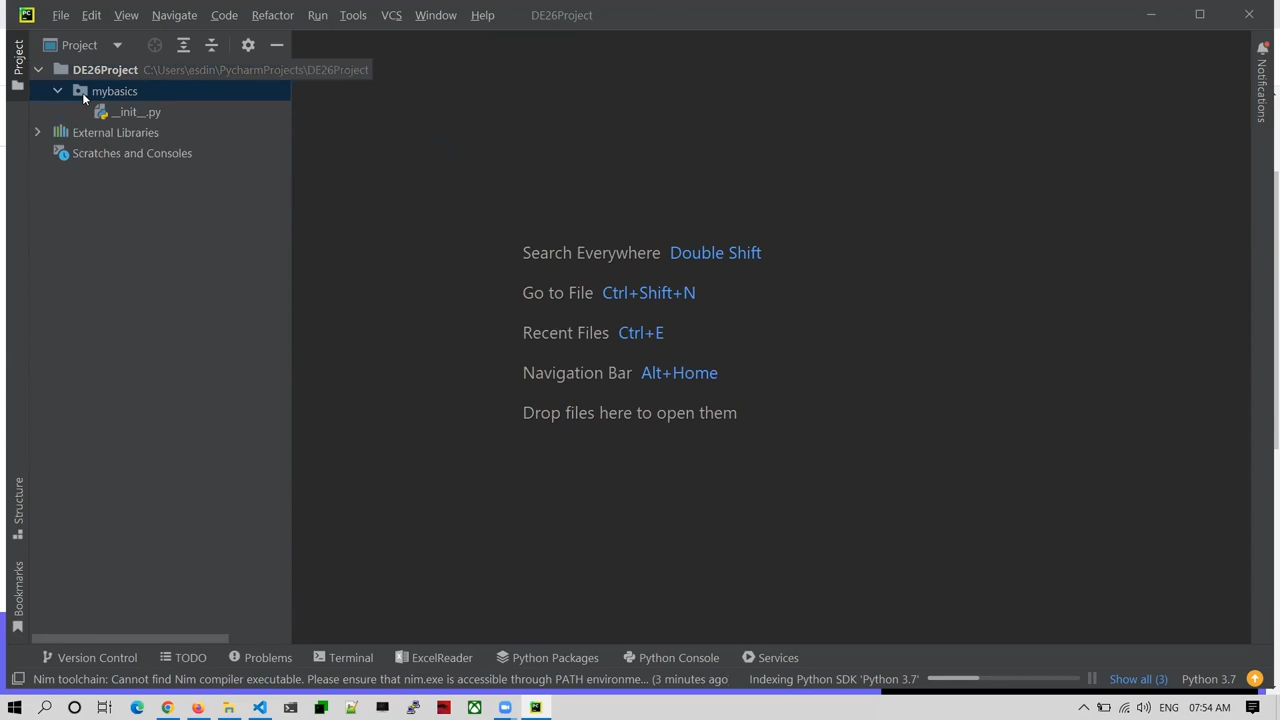 PC File Edit View Navigate Code Refactor Run Tools VCS Window Help DE26Project
Project
DE26Project C:\Users\esdin\PycharmProjects\DE26Project
mybasics
__init__.py
External Libraries
Scratches and Consoles
Project
Structure
Bookmarks
Notifications
Search Everywhere Double Shift
Go to File Ctrl+Shift+N
Recent Files Ctrl+E
Navigation Bar Alt+Home
Drop files here to open them
Version Control TODO Problems Terminal ExcelReader Python Packages Python Console Services
Nim toolchain: Cannot find Nim compiler executable. Please ensure that nim.exe is accessible through PATH environme... (3 minutes ago Indexing Python SDK 'Python 3.7' Show all (3) Python 3.7
ENG 07:54 AM